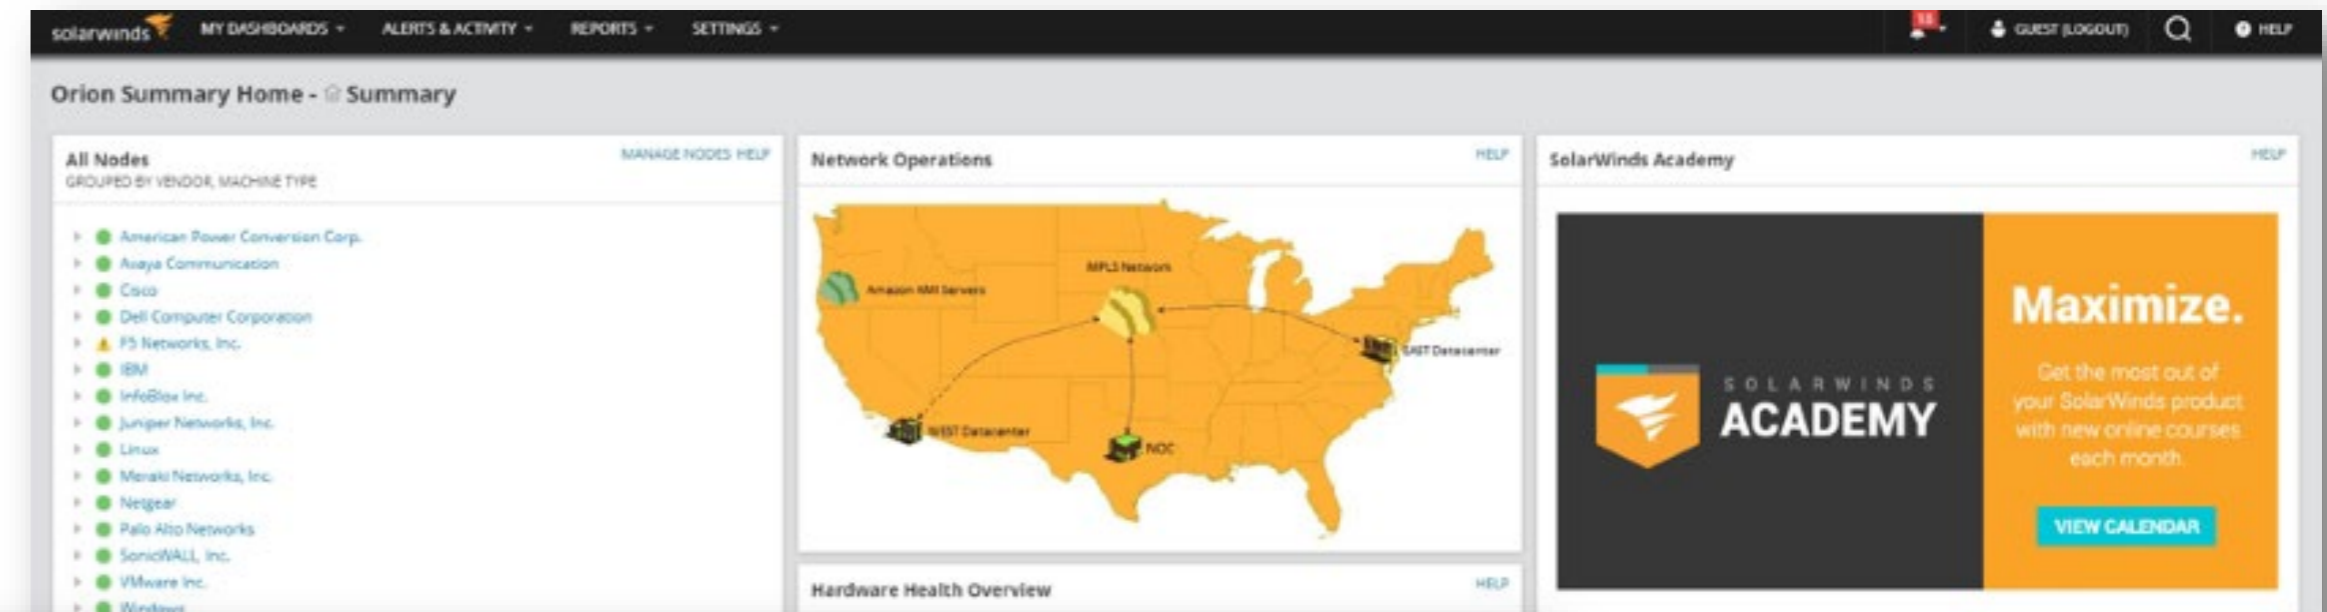 solarwinds
MY DASHBOARDS
ALERTS & ACTIVITY
REPORTS
SETTINGS
GUEST (LOGOUT)
HELP
Orion Summary Home - Summary
All Nodes
MANAGE NODES HELP
GROUPED BY VENDOR, MACHINE TYPE
American Power Conversion Corp.
Avaya Communication
Cisco
Dell Computer Corporation
F5 Networks, Inc.
IBM
InfoBlox Inc.
Juniper Networks, Inc.
Linux
Meraki Networks, Inc.
Netgear
Palo Alto Networks
SonicWALL, Inc.
VMware Inc.
Windows
Network Operations
HELP
MPLS Network
Amazon AMI Servers
EAST Datacenter
WEST Datacenter
NOC
Hardware Health Overview
HELP
SolarWinds Academy
HELP
SOLARWINDS
ACADEMY
Maximize.
Get the most out of
your SolarWinds product
with new online courses
each month.
VIEW CALENDAR